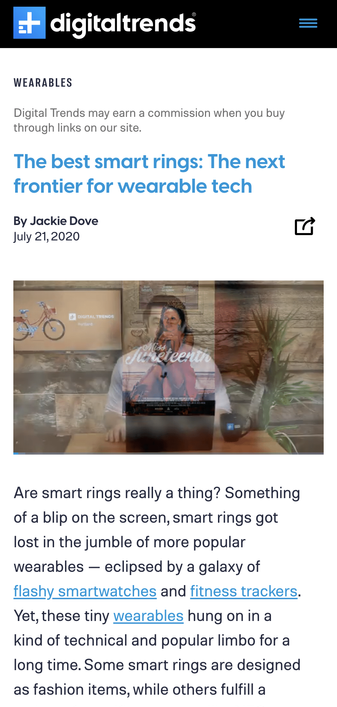 digitaltrends
WEARABLES
Digital Trends may earn a commission when you buy
through links on our site.
The best smart rings: The next
frontier for wearable tech
By Jackie Dove
July 21, 2020
DIGITAL TRENDS
Juneteenth
Are smart rings really a thing? Something
of a blip on the screen, smart rings got
lost in the jumble of more popular
wearables — eclipsed by a galaxy of
flashy smartwatches and fitness trackers.
Yet, these tiny wearables hung on in a
kind of technical and popular limbo for a
long time. Some smart rings are designed
as fashion items, while others fulfill a